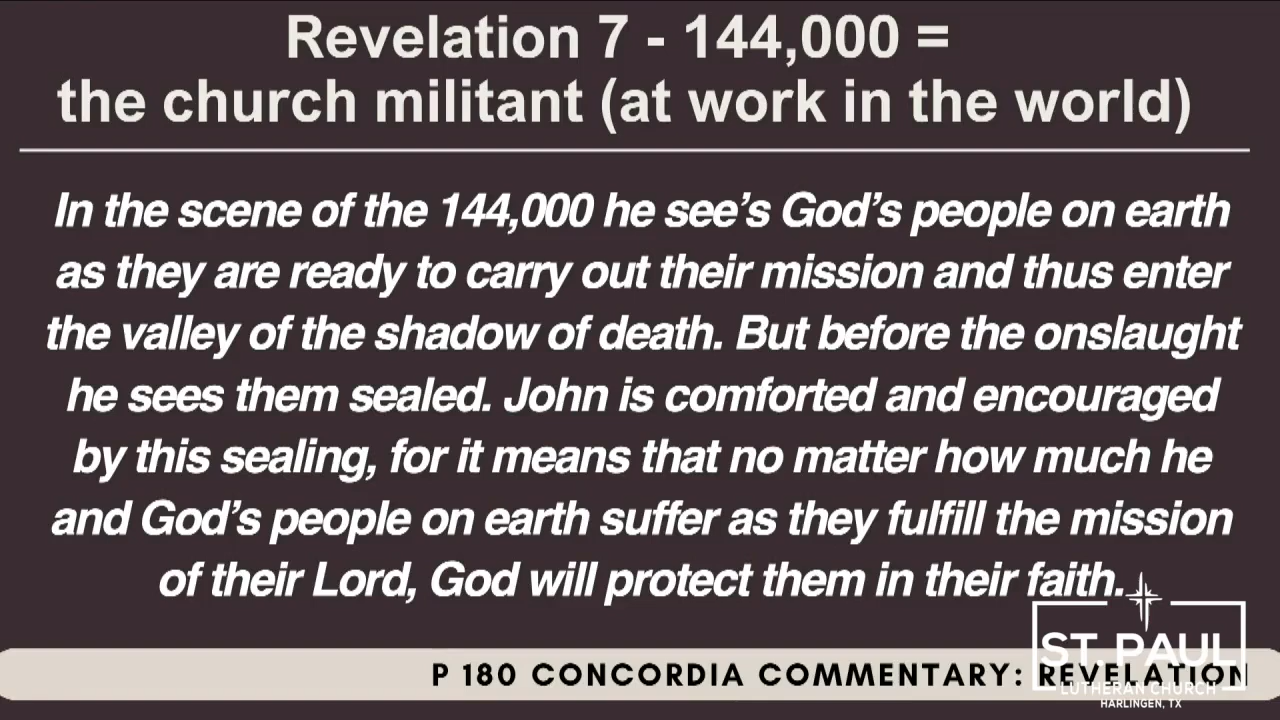 Revelation 7 - 144,000 =
the church militant (at work in the world)
In the scene of the 144,000 he see’s God’s people on earth
as they are ready to carry out their mission and thus enter
the valley of the shadow of death. But before the onslaught
he sees them sealed. John is comforted and encouraged
by this sealing, for it means that no matter how much he
and God’s people on earth suffer as they fulfill the mission
of their Lord, God will protect them in their faith.
P 180 CONCORDIA COMMENTARY: REVELATION
ST. PAUL
LUTHERAN CHURCH
HARLINGEN, TX